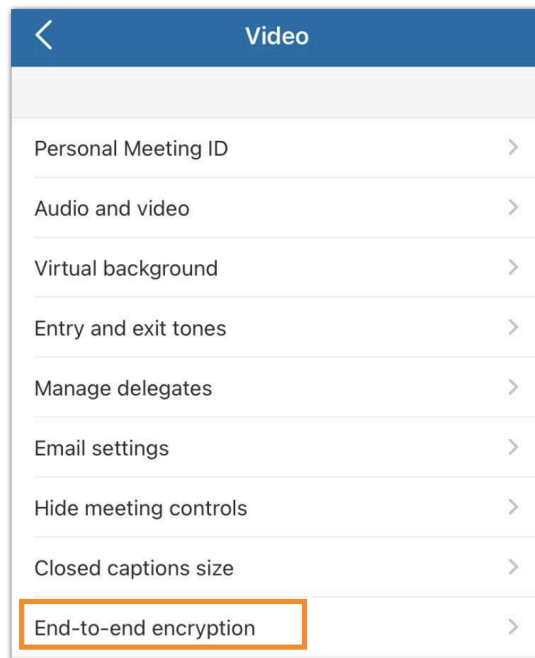 Video
Personal Meeting ID
Audio and video
Virtual background
Entry and exit tones
Manage delegates
Email settings
Hide meeting controls
Closed captions size
End-to-end encryption